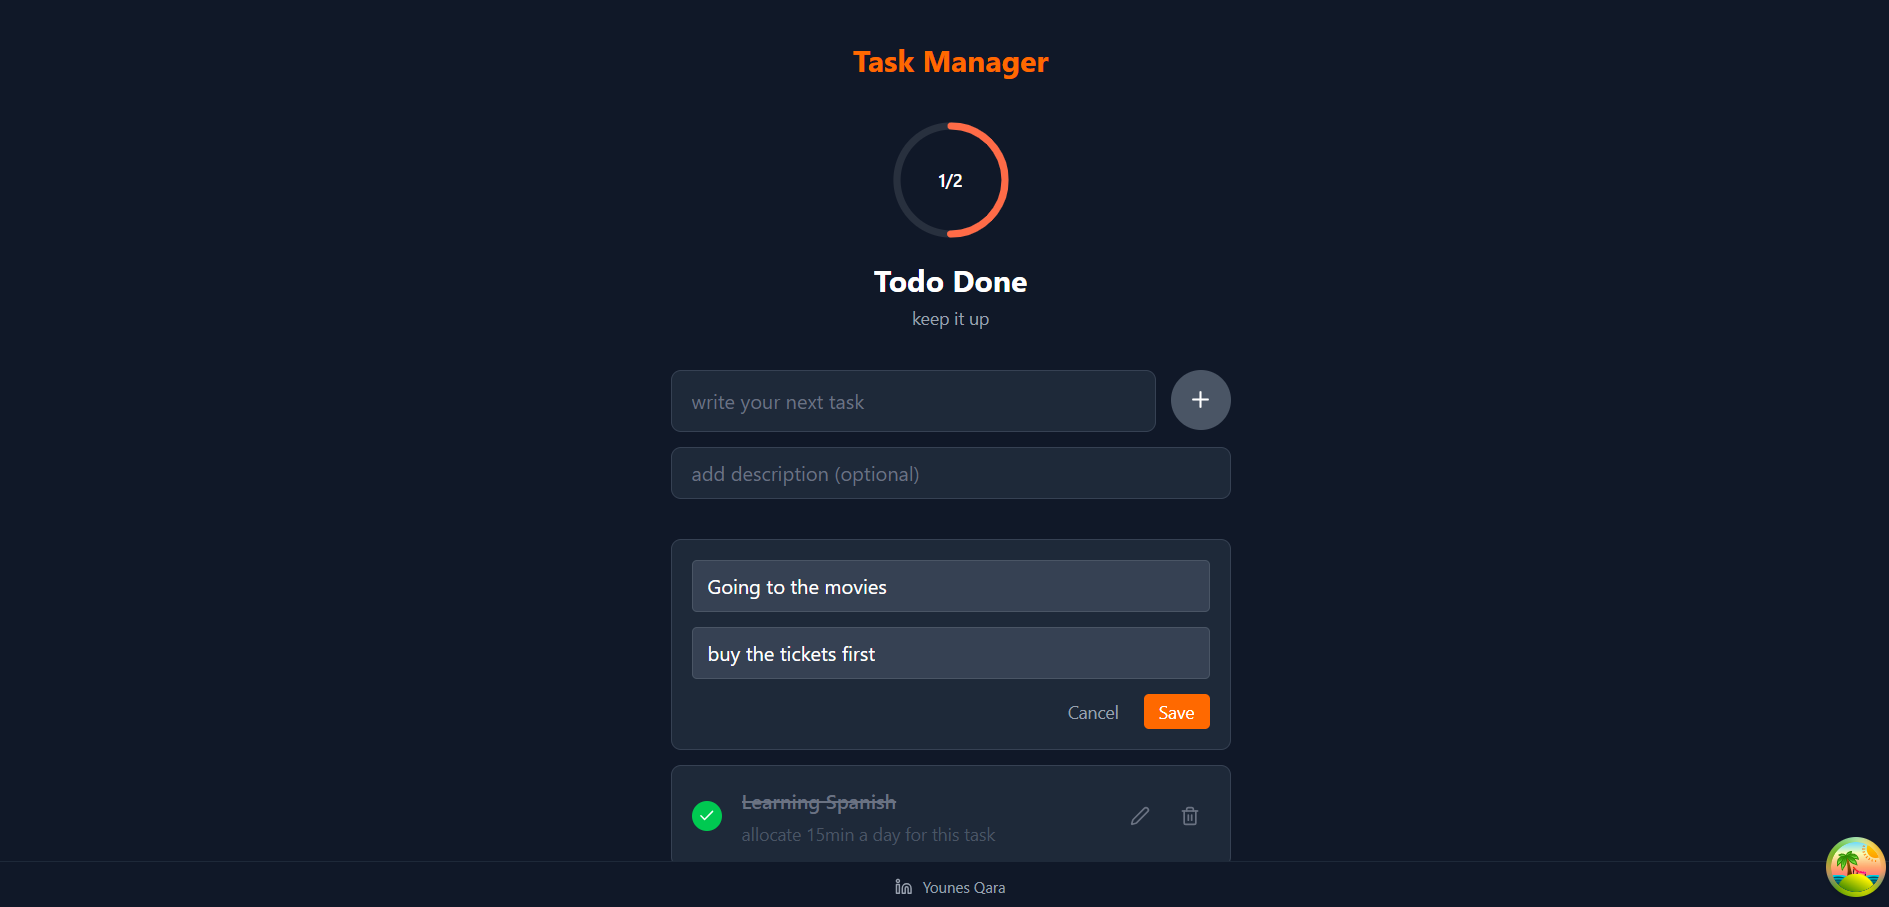 Task Manager
1/2
Todo Done
keep it up
write your next task
add description (optional)
Going to the movies
buy the tickets first
Cancel Save
Learning Spanish
allocate 15min a day for this task
in Younes Qara